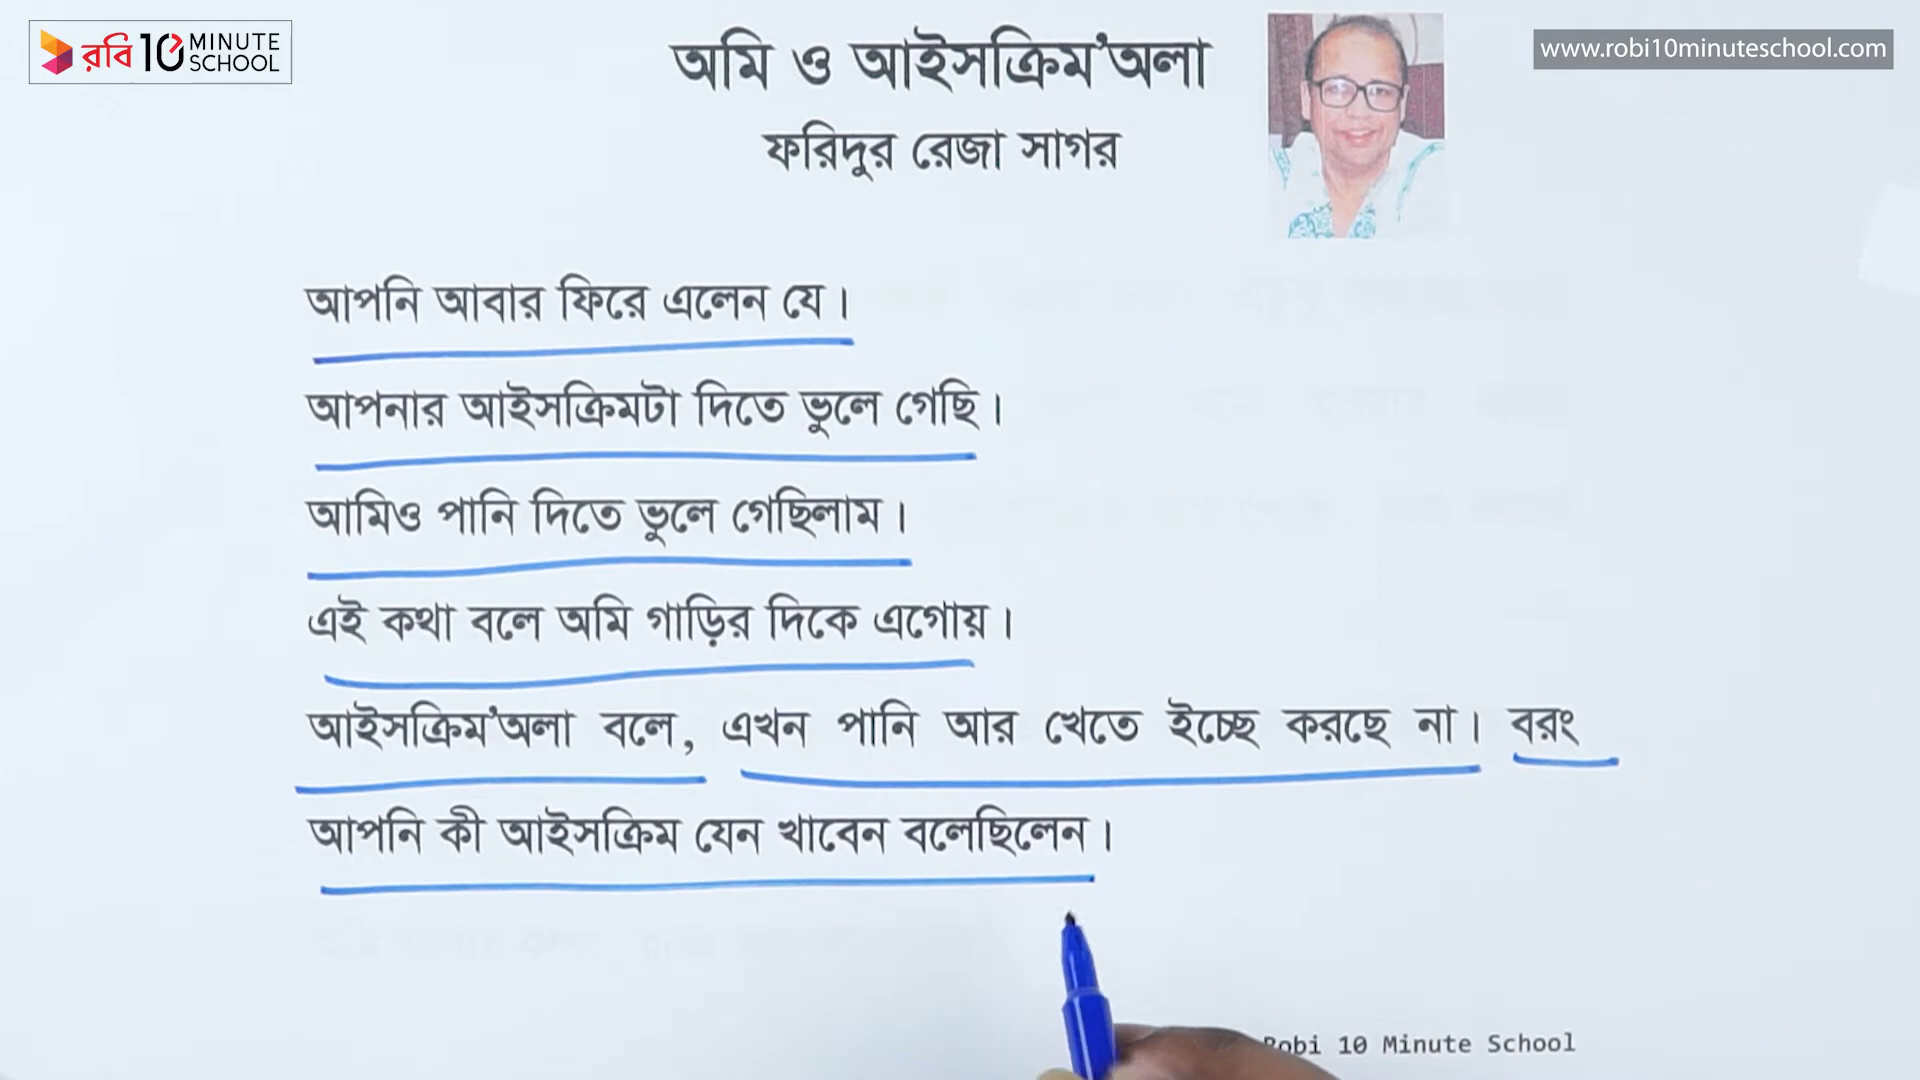 রবি 10 MINUTE SCHOOL
www.robi10minuteschool.com
অমি ও আইসক্রিম’অলা
ফরিদুর রেজা সাগর
আপনি আবার ফিরে এলেন যে।
আপনার আইসক্রিমটা দিতে ভুলে গেছি।
আমিও পানি দিতে ভুলে গেছিলাম।
এই কথা বলে অমি গাড়ির দিকে এগোয়।
আইসক্রিম’অলা বলে, এখন পানি আর খেতে ইচ্ছে করছে না। বরং
আপনি কী আইসক্রিম যেন খাবেন বলেছিলেন।
Robi 10 Minute School